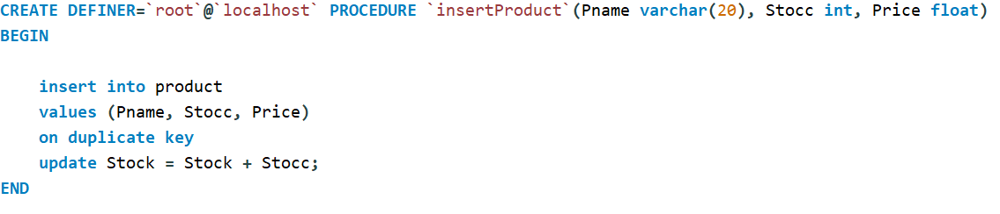 CREATE DEFINER=`root`@`localhost` PROCEDURE `insertProduct`(Pname varchar(20), Stocc int, Price float)
BEGIN
insert into product
values (Pname, Stocc, Price)
on duplicate key
update Stock = Stock + Stocc;
END